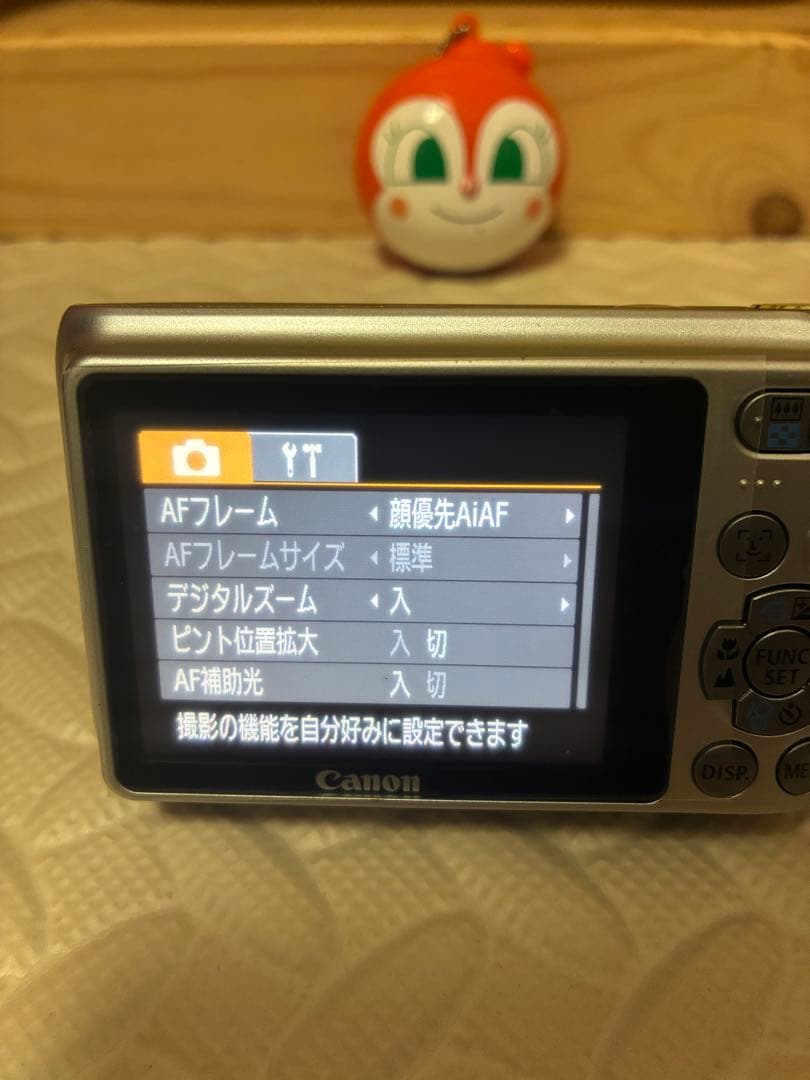 AFフレーム 顔優先AiAF
AFフレームサイズ 標準
デジタルズーム 入
ピント位置拡大 入 切
AF補助光 入 切
撮影の機能を自分好みに設定できます
Canon
FUNC.
SET
DISP.
ME